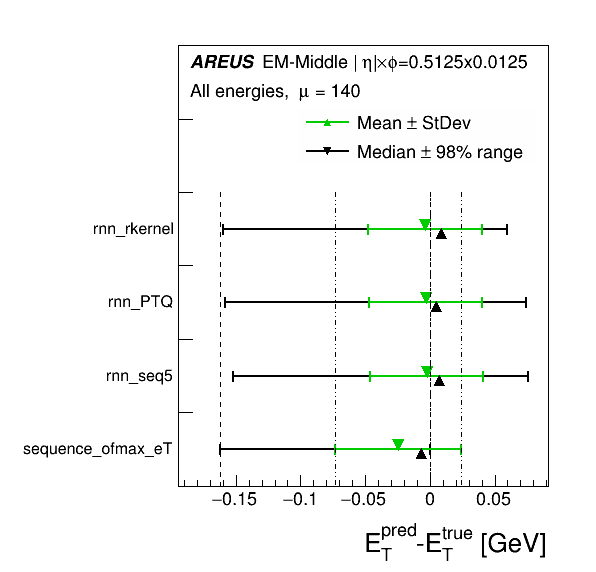 AREUS EM-Middle | η|×φ=0.5125x0.0125
All energies, μ = 140
Mean ± StDev
Median ± 98% range
rnn_rkernel
rnn_PTQ
rnn_seq5
sequence_ofmax_eT
−0.15 −0.1 −0.05 0 0.05
E_T^pred-E_T^true [GeV]